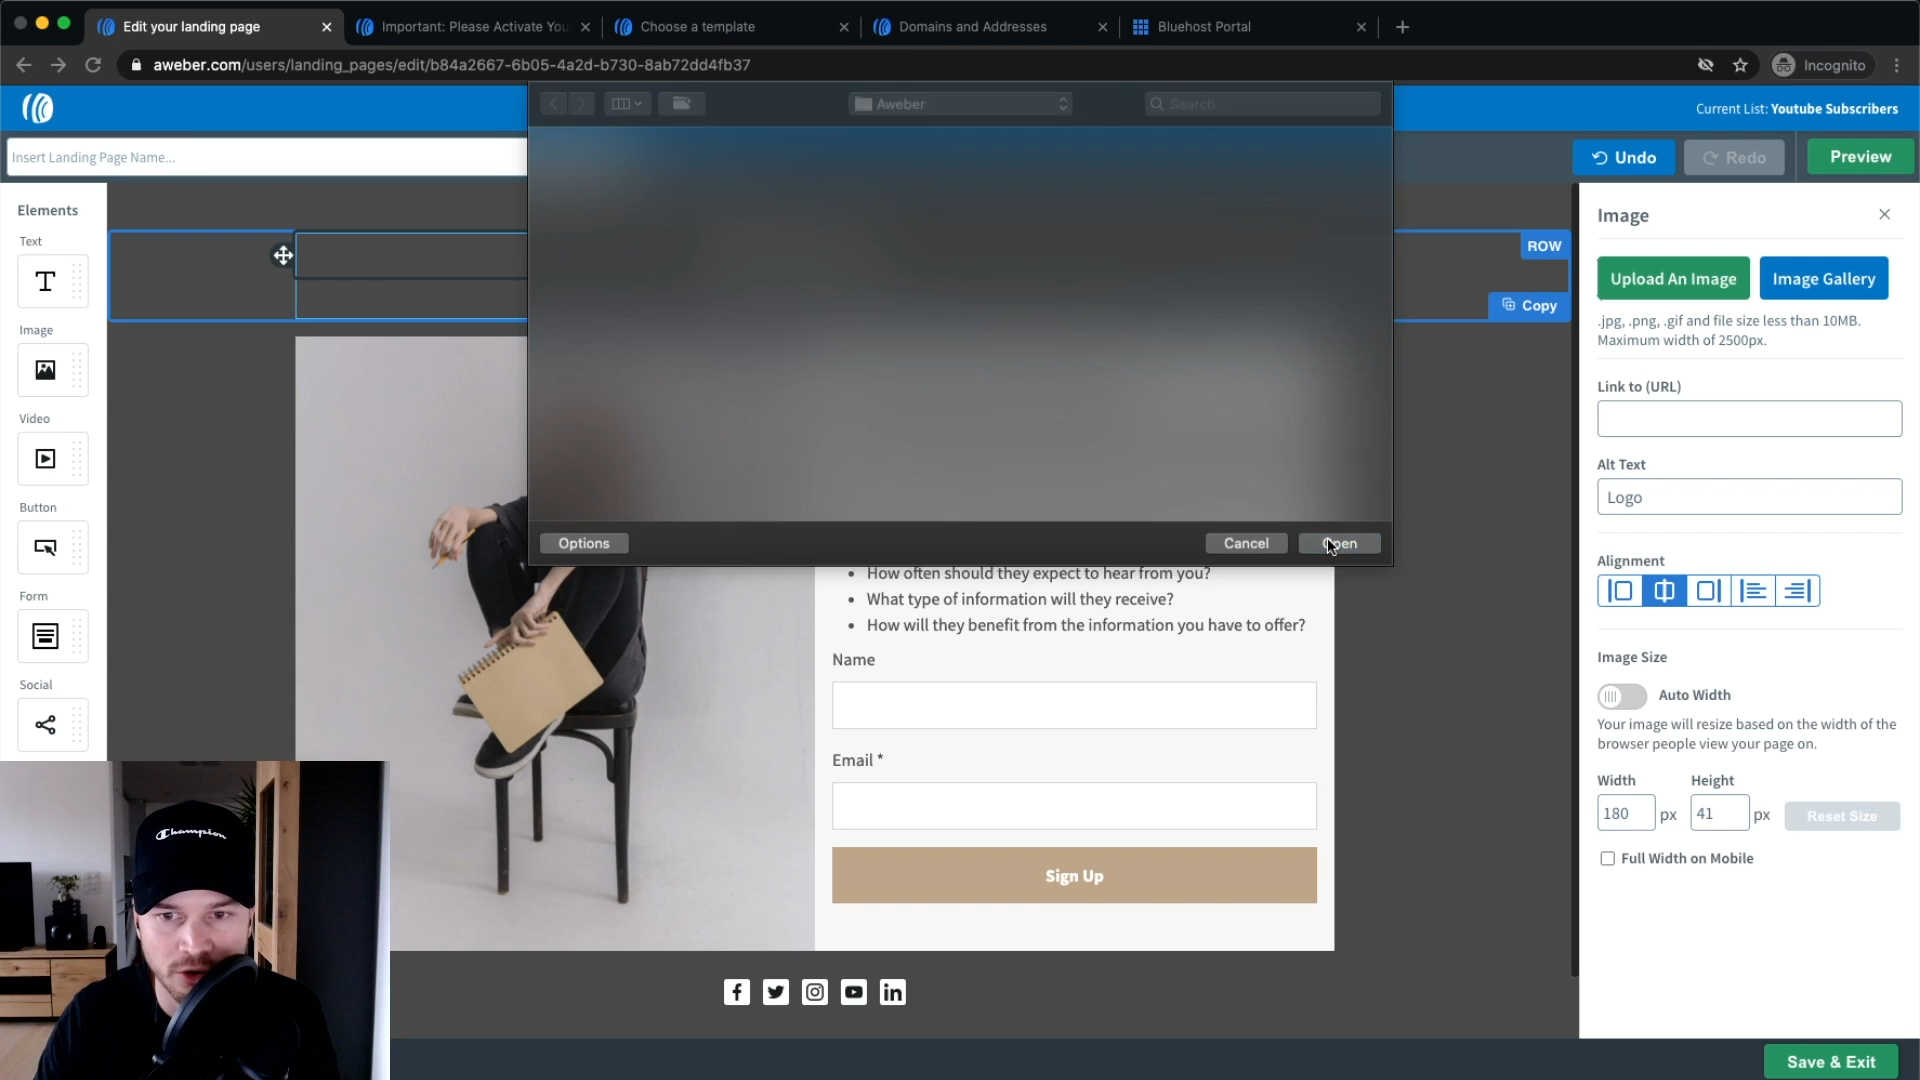 Edit your landing page
Important: Please Activate You
Choose a template
Domains and Addresses
Bluehost Portal
aweber.com/users/landing_pages/edit/b84a2667-6b05-4a2d-b730-8ab72dd4fb37
Incognito
Aweber
Search
Current List: Youtube Subscribers
Insert Landing Page Name...
Undo
Redo
Preview
Elements
Text
Image
Video
Button
Form
Social
ROW
Copy
Options
Cancel
Open
How often should they expect to hear from you?
What type of information will they receive?
How will they benefit from the information you have to offer?
Name
Email *
Sign Up
Image
Upload An Image
Image Gallery
.jpg, .png, .gif and file size less than 10MB.
Maximum width of 2500px.
Link to (URL)
Alt Text
Logo
Alignment
Image Size
Auto Width
Your image will resize based on the width of the
browser people view your page on.
Width
Height
180 px
41 px
Reset Size
Full Width on Mobile
Save & Exit
Champion